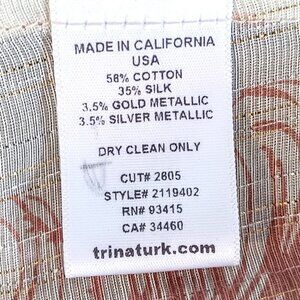 MADE IN CALIFORNIA
USA
58% COTTON
35% SILK
3.5% GOLD METALLIC
3.5% SILVER METALLIC
DRY CLEAN ONLY
CUT# 2805
STYLE# 2119402
RN# 93415
CA# 34460
trinaturk.com